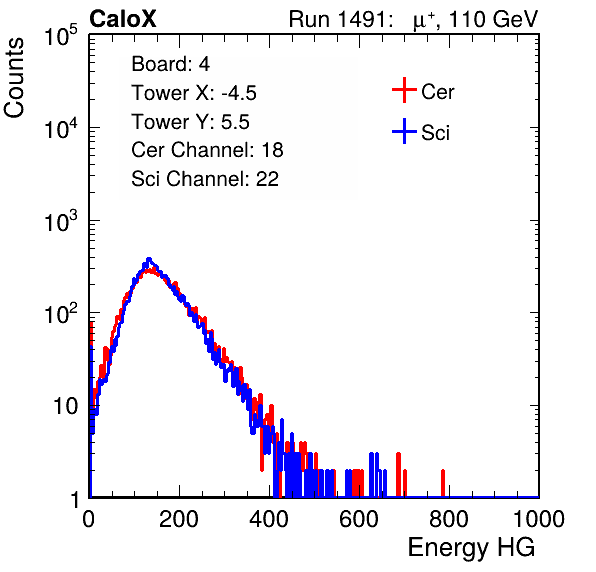 CaloX Run 1491: μ⁺, 110 GeV
Counts
10⁵
10⁴
10³
10²
10
1
Board: 4
Tower X: -4.5
Tower Y: 5.5
Cer Channel: 18
Sci Channel: 22
Cer
Sci
0 200 400 600 800 1000
Energy HG